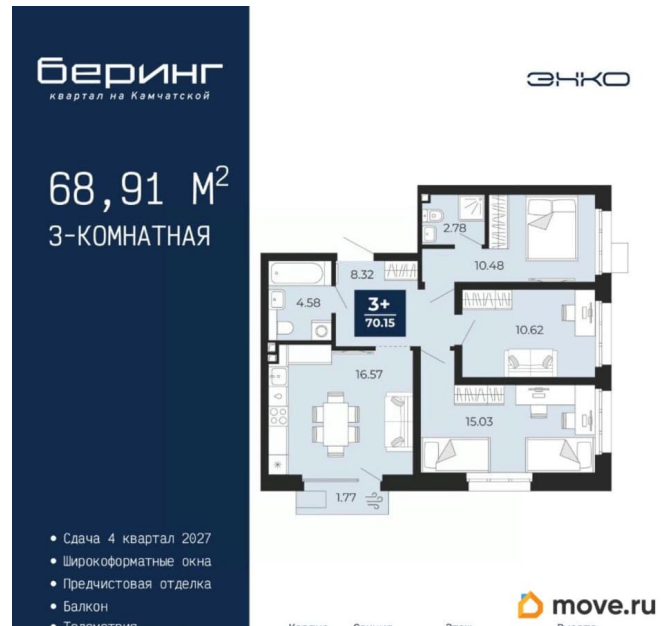 беринг
квартал на Камчатской
ЭНКО
68,91 М²
3-КОМНАТНАЯ
2.78
10.48
8.32
4.58
3+
70.15
10.62
16.57
15.03
1.77
• Сдача 4 квартал 2027
• Широкоформатные окна
• Предчистовая отделка
• Балкон
move.ru